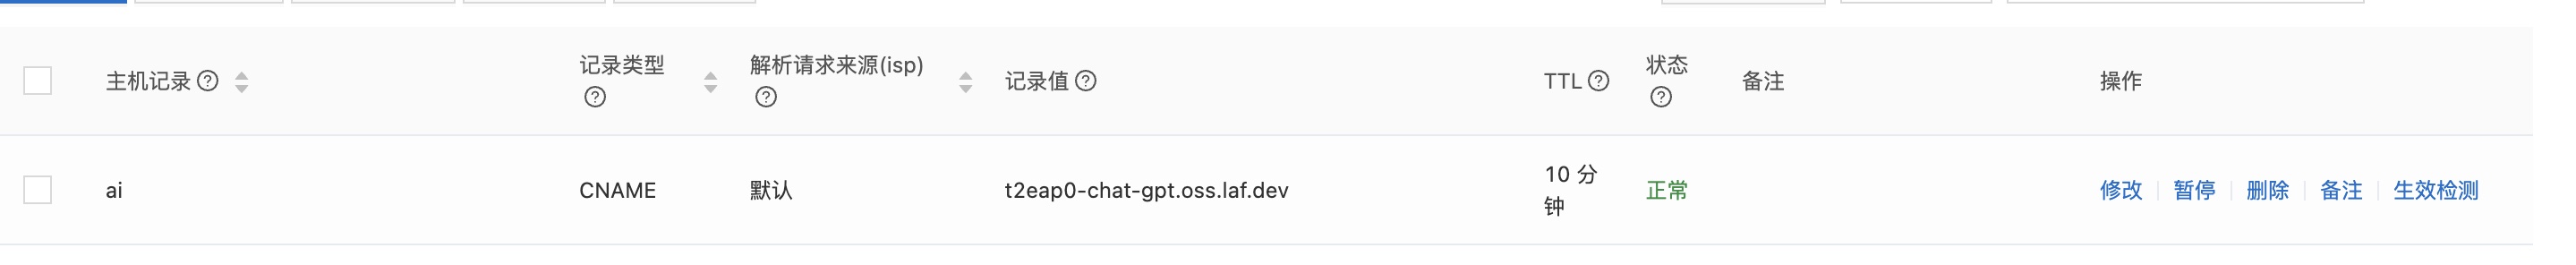 主机记录 记录类型 解析请求来源(isp) 记录值 TTL 状态 备注 操作
ai CNAME 默认 t2eap0-chat-gpt.oss.laf.dev 10 分 正常 修改 暂停 删除 备注 生效检测
钟